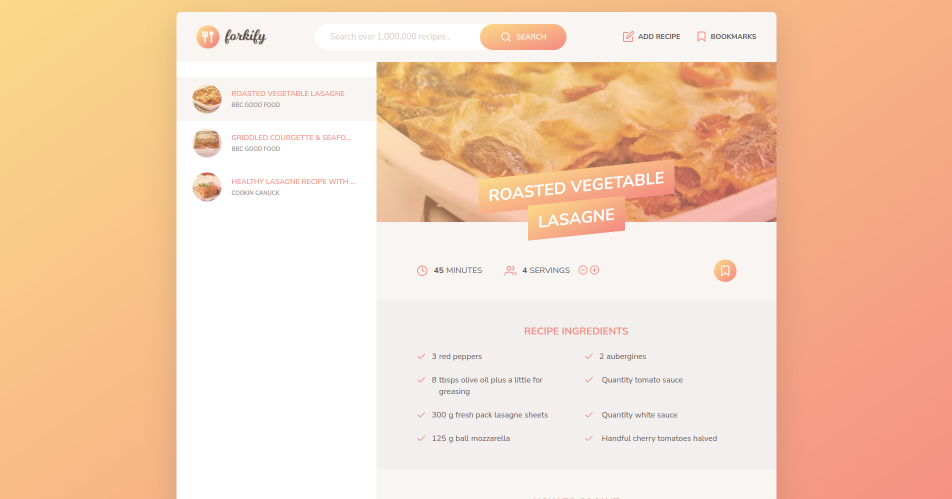 forkify
Search over 1,000,000 recipes...
SEARCH
ADD RECIPE
BOOKMARKS
ROASTED VEGETABLE LASAGNE
BBC GOOD FOOD
GRIDDLED COURGETTE & SEAFO...
BBC GOOD FOOD
HEALTHY LASAGNE RECIPE WITH ...
COOKIN CANUCK
ROASTED VEGETABLE
LASAGNE
45 MINUTES
4 SERVINGS
RECIPE INGREDIENTS
3 red peppers
2 aubergines
8 tbsps olive oil plus a little for
greasing
Quantity tomato sauce
300 g fresh pack lasagne sheets
Quantity white sauce
125 g ball mozzarella
Handful cherry tomatoes halved